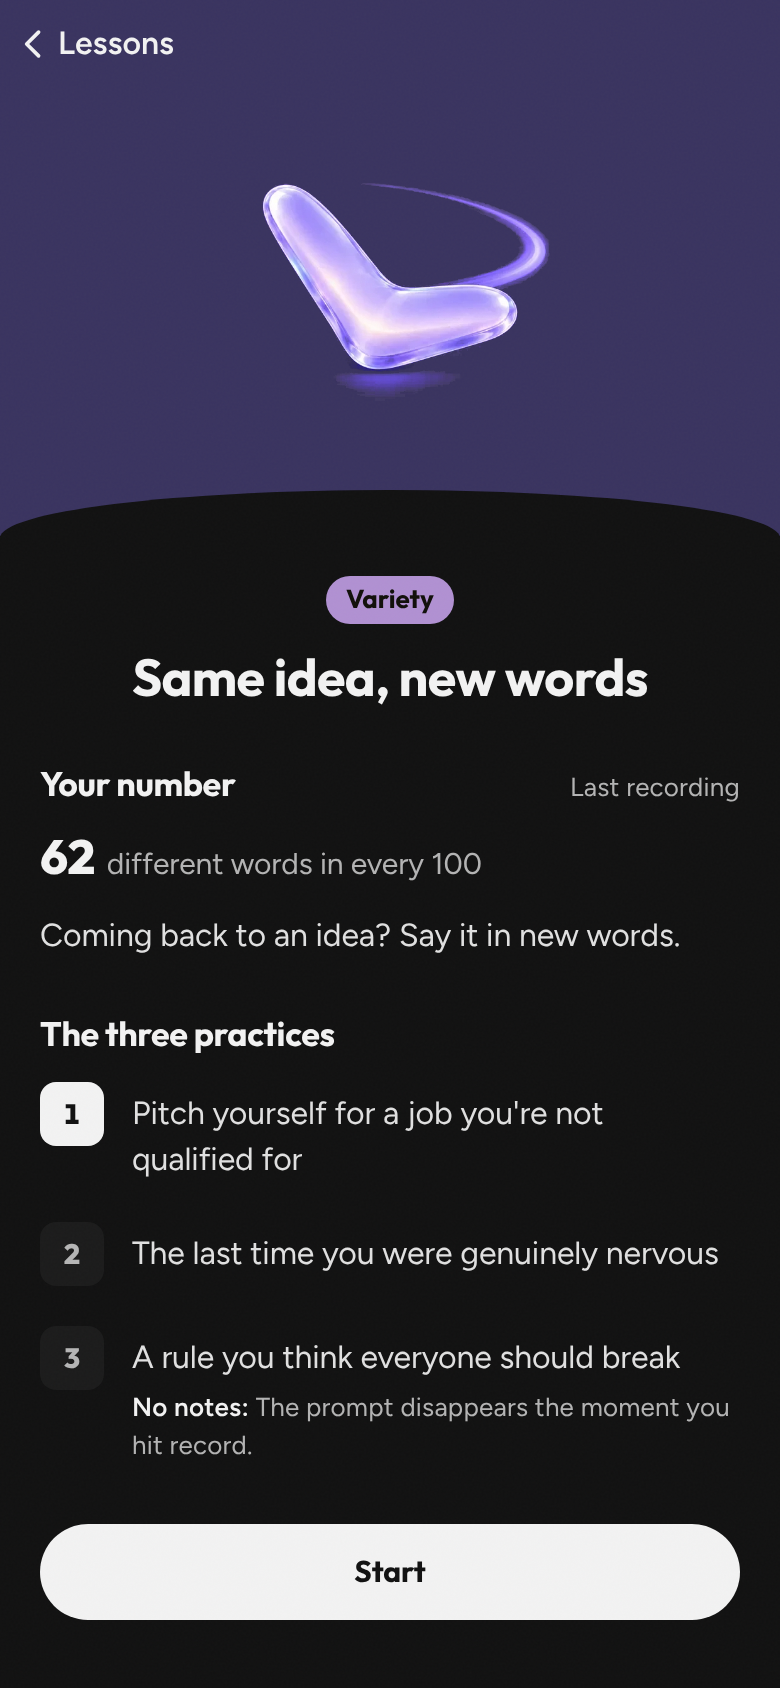 Lessons
Variety
Same idea, new words
Your number
Last recording
62 different words in every 100
Coming back to an idea? Say it in new words.
The three practices
1
Pitch yourself for a job you're not
qualified for
2
The last time you were genuinely nervous
3
A rule you think everyone should break
No notes: The prompt disappears the moment you
hit record.
Start